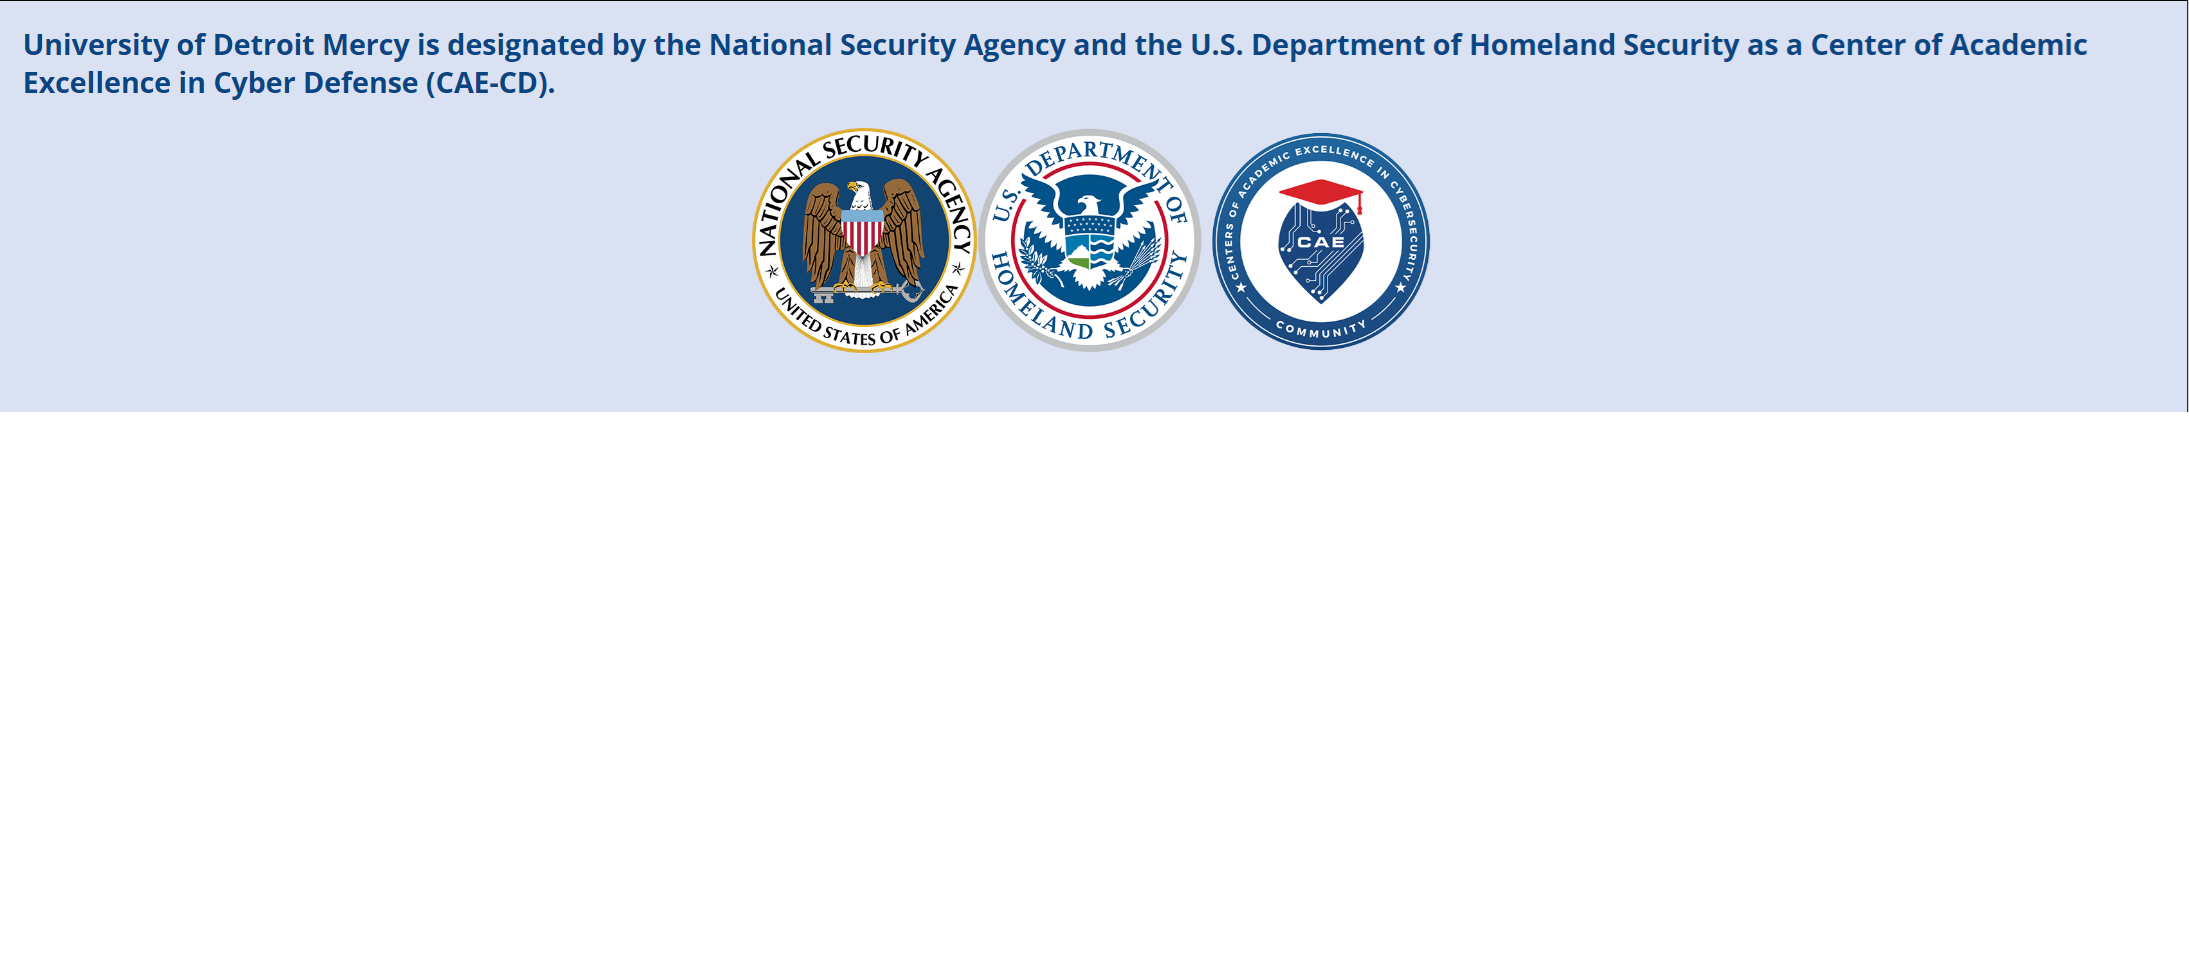 University of Detroit Mercy is designated by the National Security Agency and the U.S. Department of Homeland Security as a Center of Academic
Excellence in Cyber Defense (CAE-CD).
NATIONAL SECURITY AGENCY
UNITED STATES OF AMERICA
U.S. DEPARTMENT OF
HOMELAND SECURITY
CENTERS OF ACADEMIC EXCELLENCE IN CYBERSECURITY
CAE
COMMUNITY